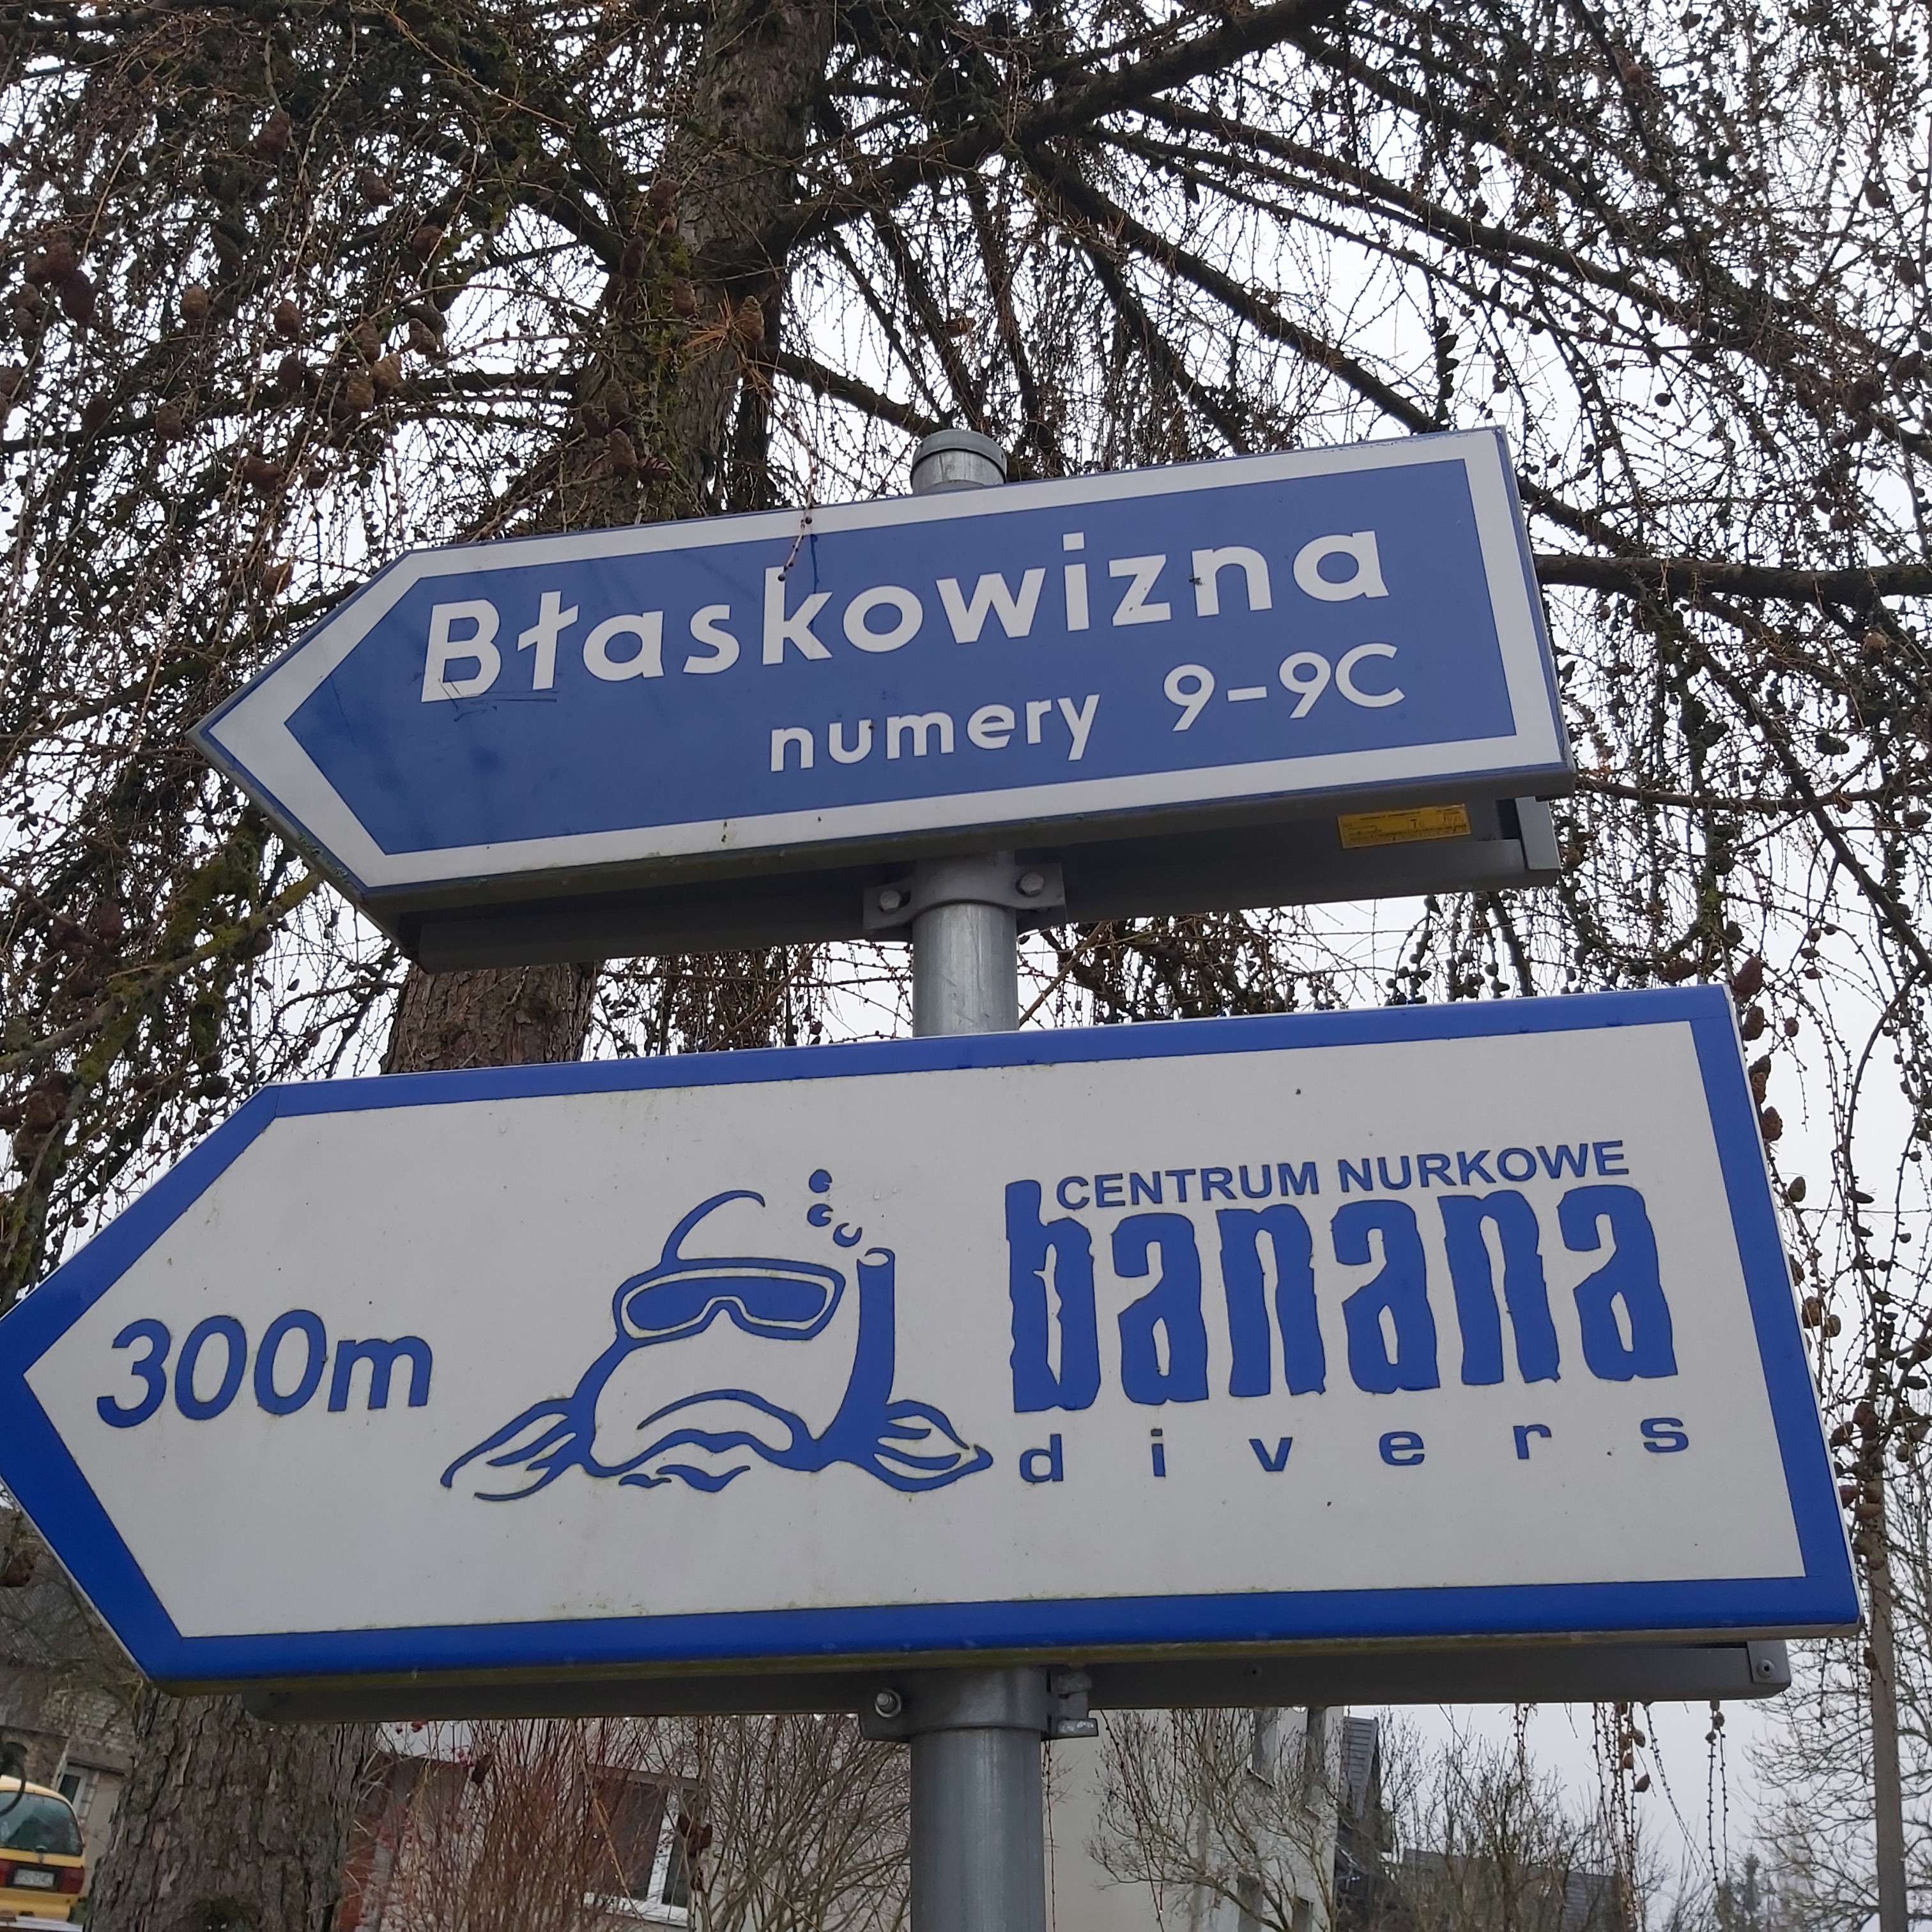 Błaskowizna
numery 9-9C
300m
CENTRUM NURKOWE
banana
divers